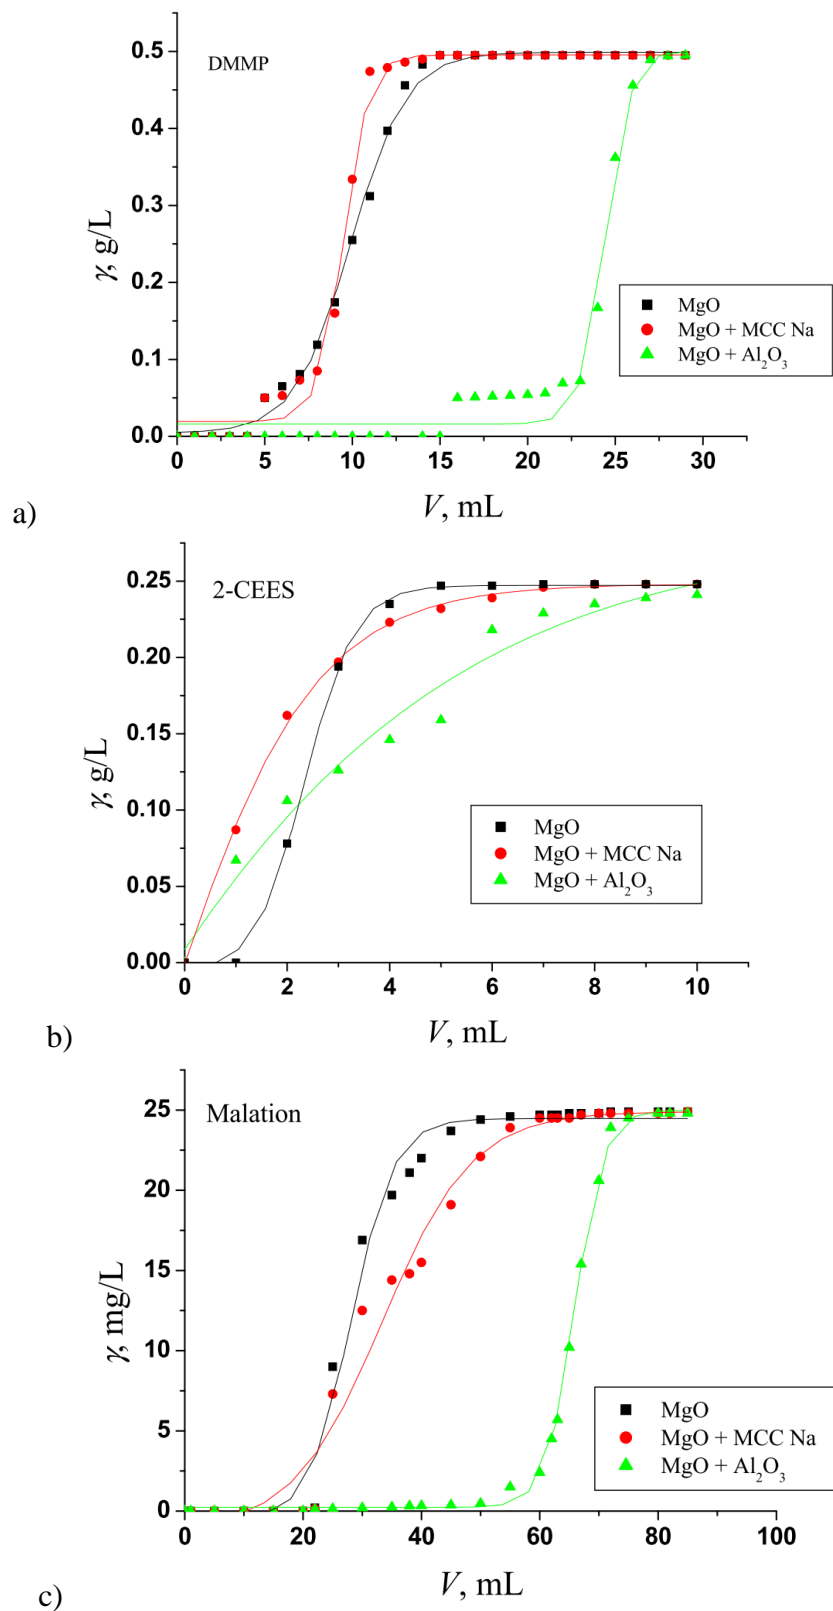 DMMP
0.5
0.4
0.3
0.2
0.1
0.0
γ, g/L
MgO
MgO + MCC Na
MgO + Al₂O₃
0 5 10 15 20 25 30
V, mL
a)
2-CEES
0.25
0.20
0.15
0.10
0.05
0.00
γ, g/L
MgO
MgO + MCC Na
MgO + Al₂O₃
0 2 4 6 8 10
V, mL
b)
Malation
25
20
15
10
5
0
γ, mg/L
MgO
MgO + MCC Na
MgO + Al₂O₃
0 20 40 60 80 100
V, mL
c)